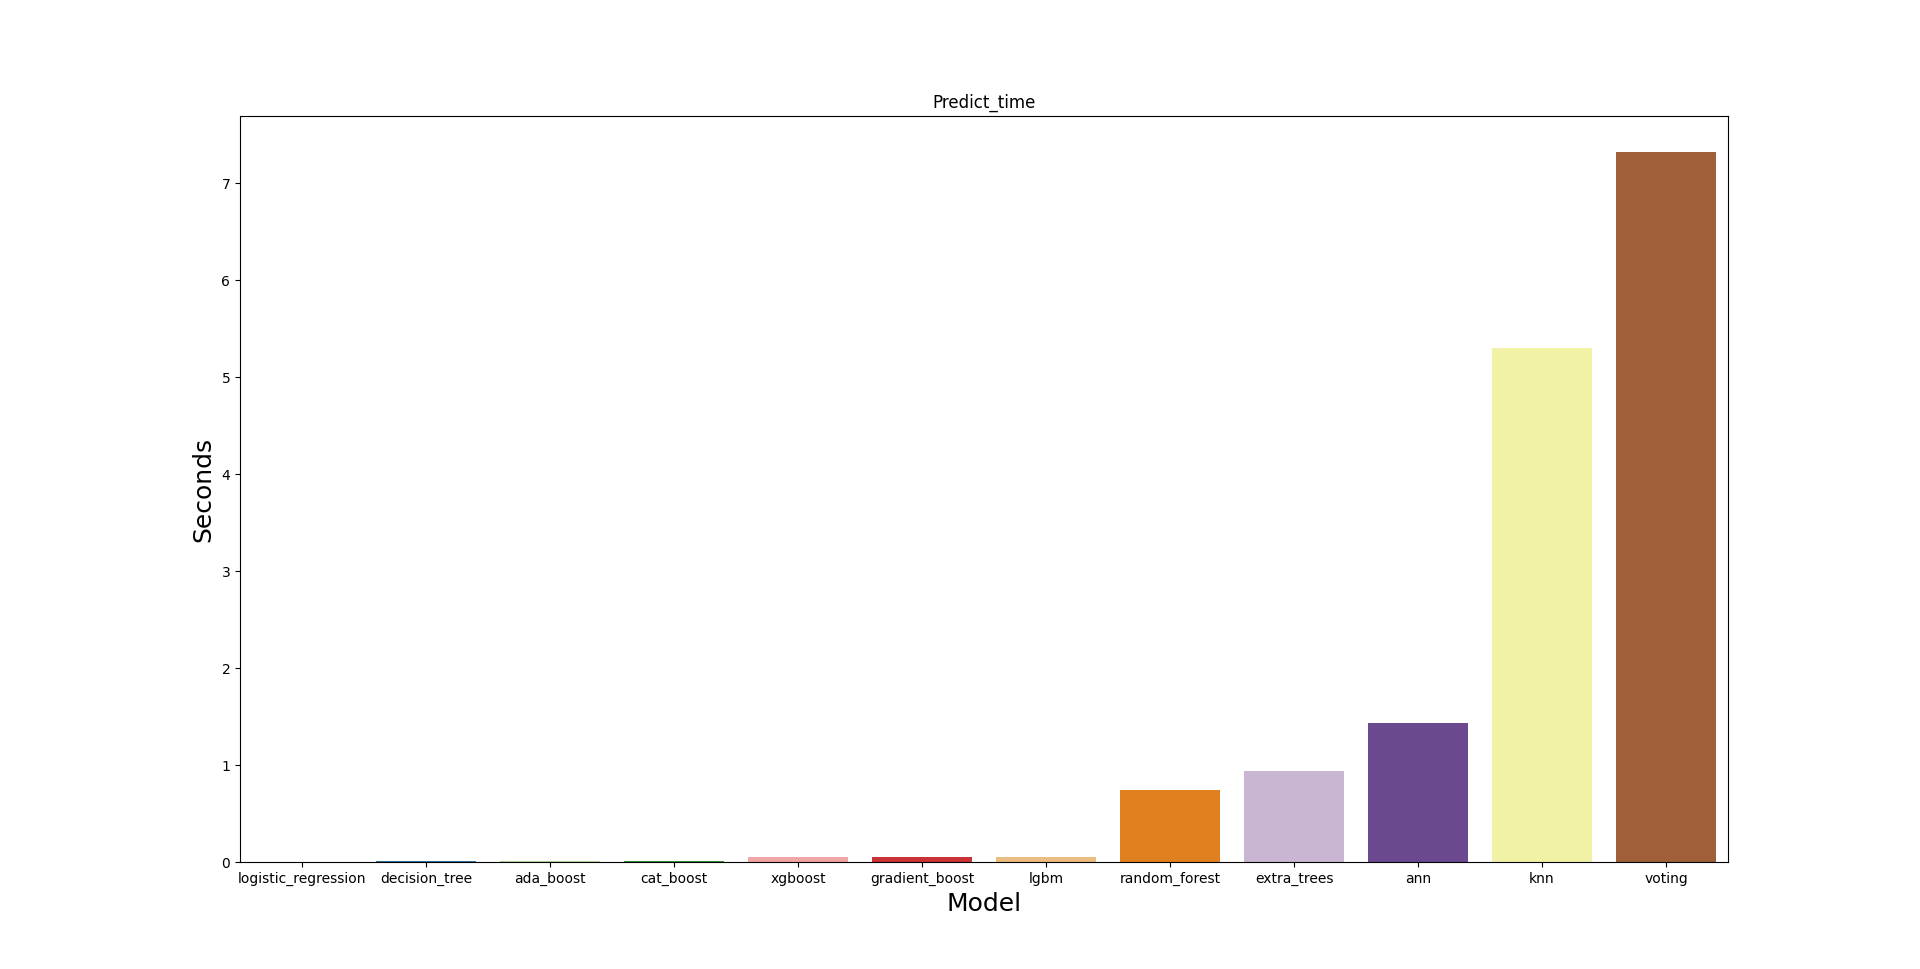 Predict_time
7
6
5
4
3
2
1
0
Seconds
logistic_regression decision_tree ada_boost cat_boost xgboost gradient_boost lgbm random_forest extra_trees ann knn voting
Model